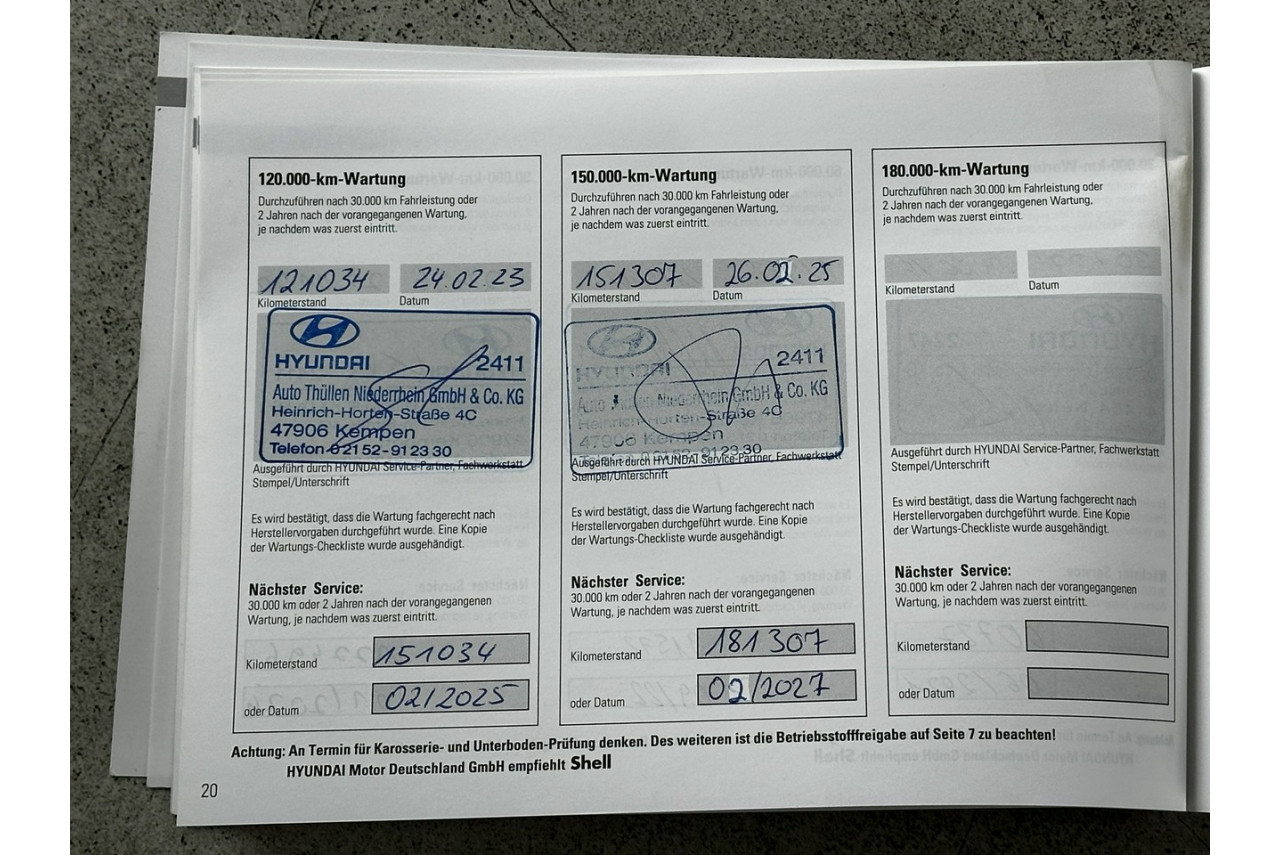 120.000-km-Wartung
Durchzuführen nach 30.000 km Fahrleistung oder
2 Jahren nach der vorangegangenen Wartung,
je nachdem was zuerst eintritt.
121034 24.02.23
Kilometerstand Datum
HYUNDAI 2411
Auto Thüllen Niederrhein GmbH & Co. KG
Heinrich-Horten-Straße 4C
47906 Kempen
Telefon 0 21 52 - 91 23 30
Ausgeführt durch HYUNDAI Service-Partner, Fachwerkstatt
Stempel/Unterschrift
Es wird bestätigt, dass die Wartung fachgerecht nach
Herstellervorgaben durchgeführt wurde. Eine Kopie
der Wartungs-Checkliste wurde ausgehändigt.
Nächster Service:
30.000 km oder 2 Jahren nach der vorangegangenen
Wartung, je nachdem was zuerst eintritt.
Kilometerstand 151034
oder Datum 02/2025
150.000-km-Wartung
Durchzuführen nach 30.000 km Fahrleistung oder
2 Jahren nach der vorangegangenen Wartung,
je nachdem was zuerst eintritt.
151307 26.02.25
Kilometerstand Datum
HYUNDAI 2411
Auto Niederrhein GmbH & Co. KG
Heinrich-Horten-Straße 4C
47906 Kempen
Telefon 0 21 52 - 91 23 30
Ausgeführt durch HYUNDAI Service-Partner, Fachwerkstatt
Stempel/Unterschrift
Es wird bestätigt, dass die Wartung fachgerecht nach
Herstellervorgaben durchgeführt wurde. Eine Kopie
der Wartungs-Checkliste wurde ausgehändigt.
Nächster Service:
30.000 km oder 2 Jahren nach der vorangegangenen
Wartung, je nachdem was zuerst eintritt.
Kilometerstand 181307
oder Datum 02/2027
180.000-km-Wartung
Durchzuführen nach 30.000 km Fahrleistung oder
2 Jahren nach der vorangegangenen Wartung,
je nachdem was zuerst eintritt.
Kilometerstand Datum
Ausgeführt durch HYUNDAI Service-Partner, Fachwerkstatt
Stempel/Unterschrift
Es wird bestätigt, dass die Wartung fachgerecht nach
Herstellervorgaben durchgeführt wurde. Eine Kopie
der Wartungs-Checkliste wurde ausgehändigt.
Nächster Service:
30.000 km oder 2 Jahren nach der vorangegangenen
Wartung, je nachdem was zuerst eintritt.
Kilometerstand
oder Datum
Achtung: An Termin für Karosserie- und Unterboden-Prüfung denken. Des weiteren ist die Betriebsstofffreigabe auf Seite 7 zu beachten!
HYUNDAI Motor Deutschland GmbH empfiehlt Shell
20